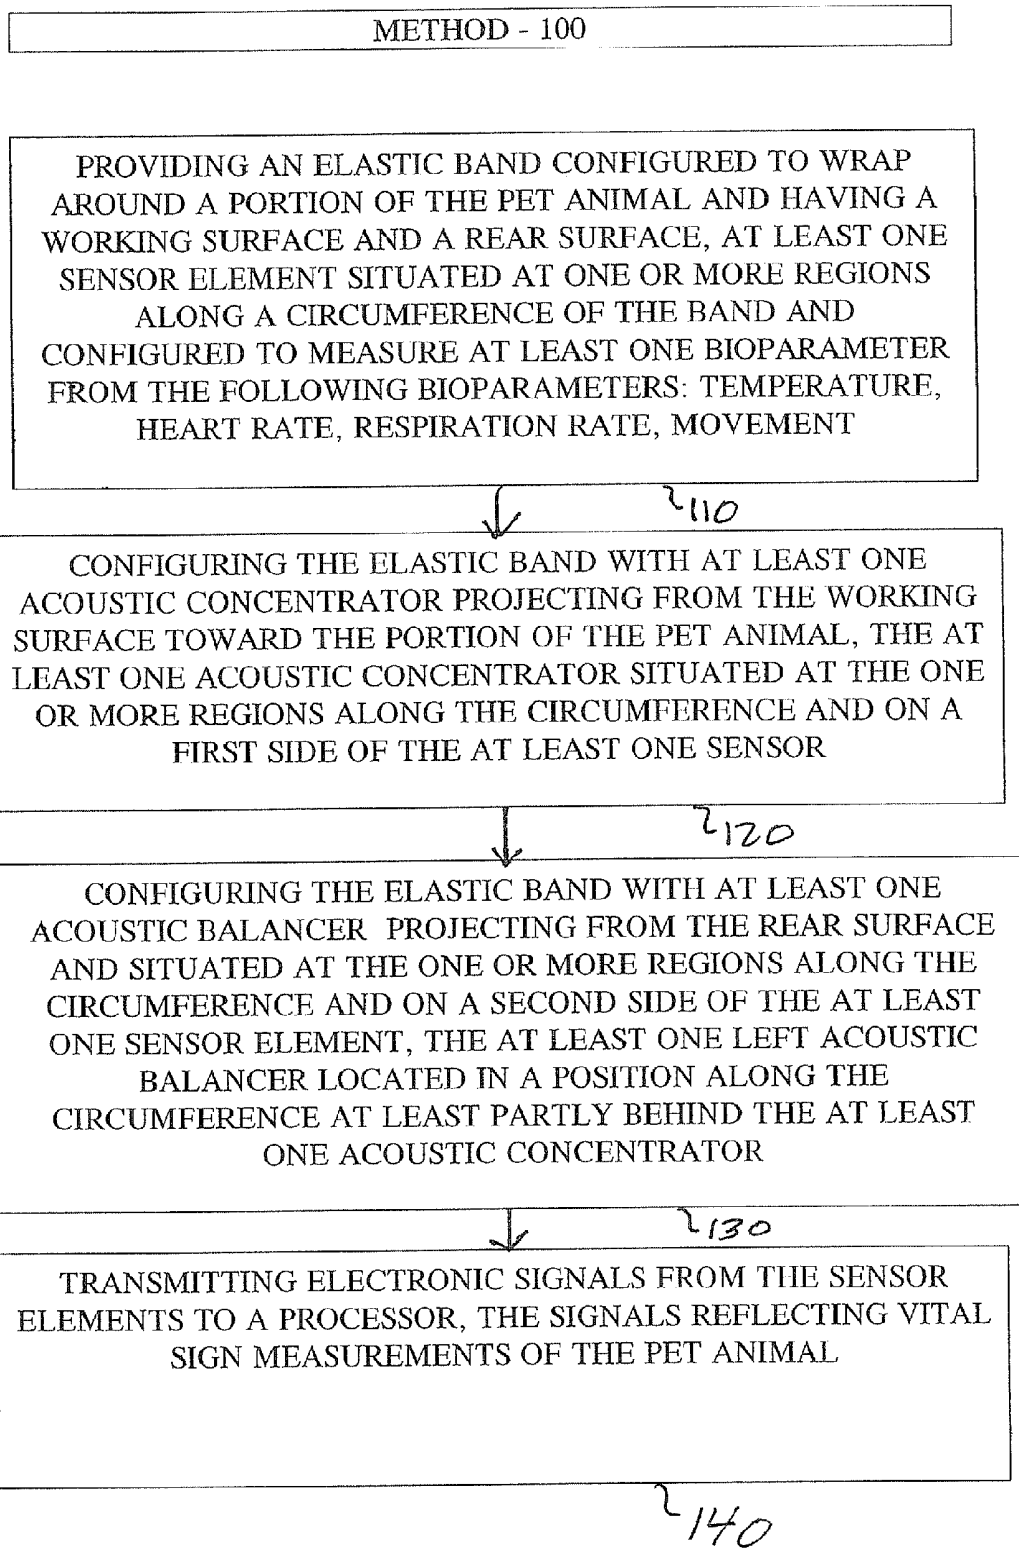 METHOD - 100
PROVIDING AN ELASTIC BAND CONFIGURED TO WRAP
AROUND A PORTION OF THE PET ANIMAL AND HAVING A
WORKING SURFACE AND A REAR SURFACE, AT LEAST ONE
SENSOR ELEMENT SITUATED AT ONE OR MORE REGIONS
ALONG A CIRCUMFERENCE OF THE BAND AND
CONFIGURED TO MEASURE AT LEAST ONE BIOPARAMETER
FROM THE FOLLOWING BIOPARAMETERS: TEMPERATURE,
HEART RATE, RESPIRATION RATE, MOVEMENT
110
CONFIGURING THE ELASTIC BAND WITH AT LEAST ONE
ACOUSTIC CONCENTRATOR PROJECTING FROM THE WORKING
SURFACE TOWARD THE PORTION OF THE PET ANIMAL, THE AT
LEAST ONE ACOUSTIC CONCENTRATOR SITUATED AT THE ONE
OR MORE REGIONS ALONG THE CIRCUMFERENCE AND ON A
FIRST SIDE OF THE AT LEAST ONE SENSOR
120
CONFIGURING THE ELASTIC BAND WITH AT LEAST ONE
ACOUSTIC BALANCER PROJECTING FROM THE REAR SURFACE
AND SITUATED AT THE ONE OR MORE REGIONS ALONG THE
CIRCUMFERENCE AND ON A SECOND SIDE OF THE AT LEAST
ONE SENSOR ELEMENT, THE AT LEAST ONE LEFT ACOUSTIC
BALANCER LOCATED IN A POSITION ALONG THE
CIRCUMFERENCE AT LEAST PARTLY BEHIND THE AT LEAST
ONE ACOUSTIC CONCENTRATOR
130
TRANSMITTING ELECTRONIC SIGNALS FROM THE SENSOR
ELEMENTS TO A PROCESSOR, THE SIGNALS REFLECTING VITAL
SIGN MEASUREMENTS OF THE PET ANIMAL
140